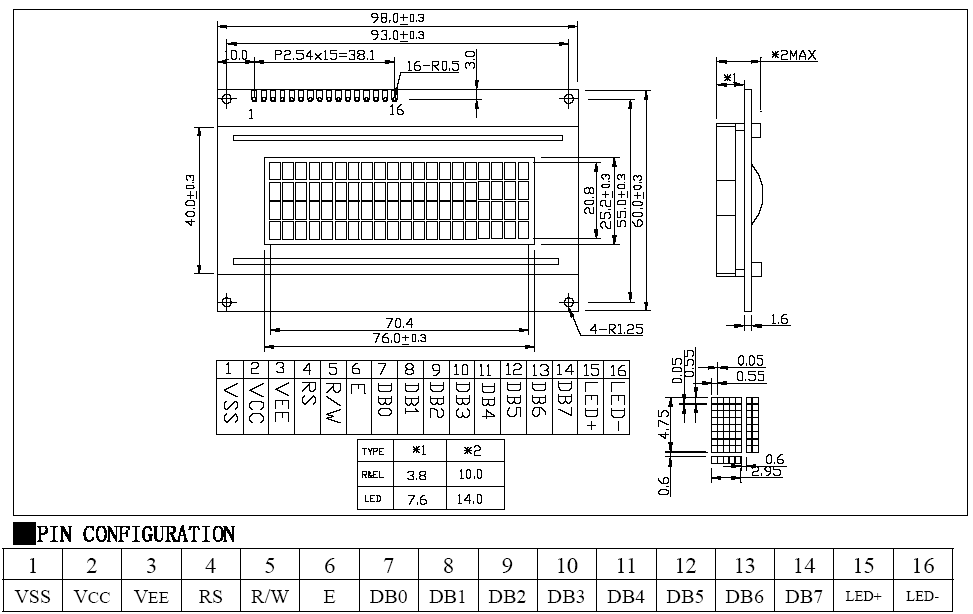 98.0±0.3
93.0±0.3
10.0 P2.54x15=38.1 3.0 *2MAX
16-R0.5 *1
1 16
40.0±0.3
20.8
25.2±0.3
55.0±0.3
60.0±0.3
70.4
76.0±0.3
4-R1.25
1.6
1 2 3 4 5 6 7 8 9 10 11 12 13 14 15 16
VSS VCC VEE RS R/W E DB0 DB1 DB2 DB3 DB4 DB5 DB6 DB7 LED+ LED-
TYPE *1 *2
R&EL 3.8 10.0
LED 7.6 14.0
0.05 0.55 0.05
0.55
4.75
0.6
0.6
2.95
PIN CONFIGURATION
1 2 3 4 5 6 7 8 9 10 11 12 13 14 15 16
VSS VCC VEE RS R/W E DB0 DB1 DB2 DB3 DB4 DB5 DB6 DB7 LED+ LED-